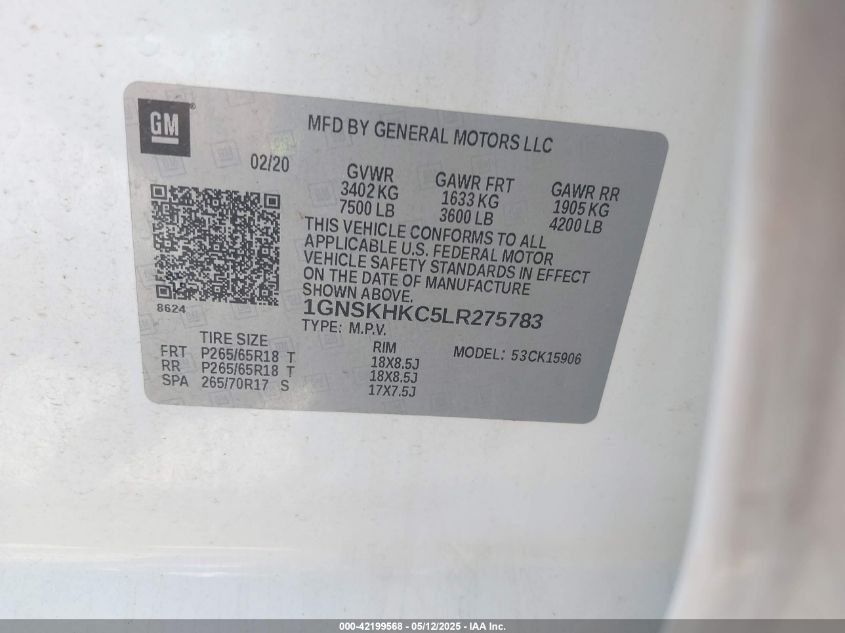 GM
MFD BY GENERAL MOTORS LLC
02/20
GVWR
3402 KG
7500 LB
GAWR FRT
1633 KG
3600 LB
GAWR RR
1905 KG
4200 LB
THIS VEHICLE CONFORMS TO ALL
APPLICABLE U.S. FEDERAL MOTOR
VEHICLE SAFETY STANDARDS IN EFFECT
ON THE DATE OF MANUFACTURE
SHOWN ABOVE.
8624
1GNSKHKC5LR275783
TYPE: M.P.V.
MODEL: 53CK15906
TIRE SIZE RIM
FRT P265/65R18 T 18X8.5J
RR P265/65R18 T 18X8.5J
SPA 265/70R17 S 17X7.5J
000-42199568 - 05/12/2025 - IAA Inc.